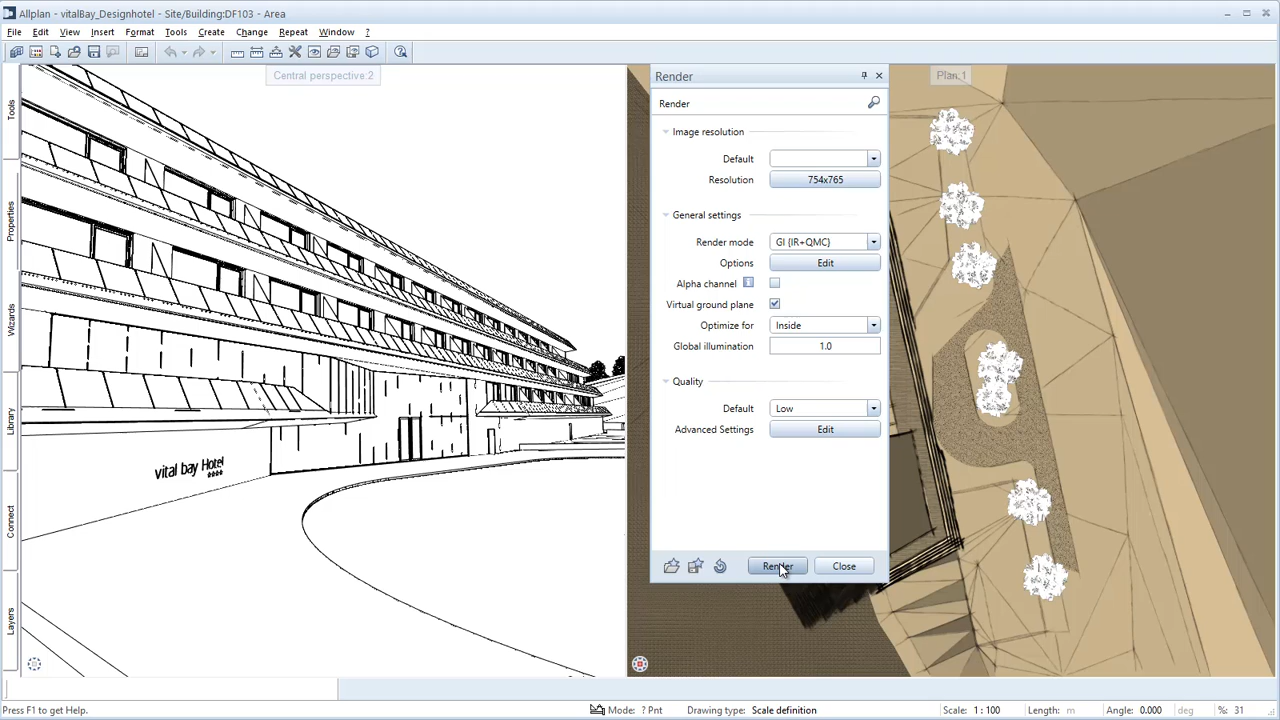 Allplan - vitalBay_Designhotel - Site/Building:DF103 - Area
File Edit View Insert Format Tools Create Change Repeat Window ?
Central perspective:2
Plan:1
Tools
Properties
Wizards
Library
Connect
Layers
vital bay Hotel
Render
Render
Image resolution
Default
Resolution 754x765
General settings
Render mode GI (IR+QMC)
Options Edit
Alpha channel
Virtual ground plane
Optimize for Inside
Global illumination 1.0
Quality
Default Low
Advanced Settings Edit
Render Close
Press F1 to get Help. Mode: ? Pnt Drawing type: Scale definition Scale: 1 : 100 Length: m Angle: 0.000 deg %: 31